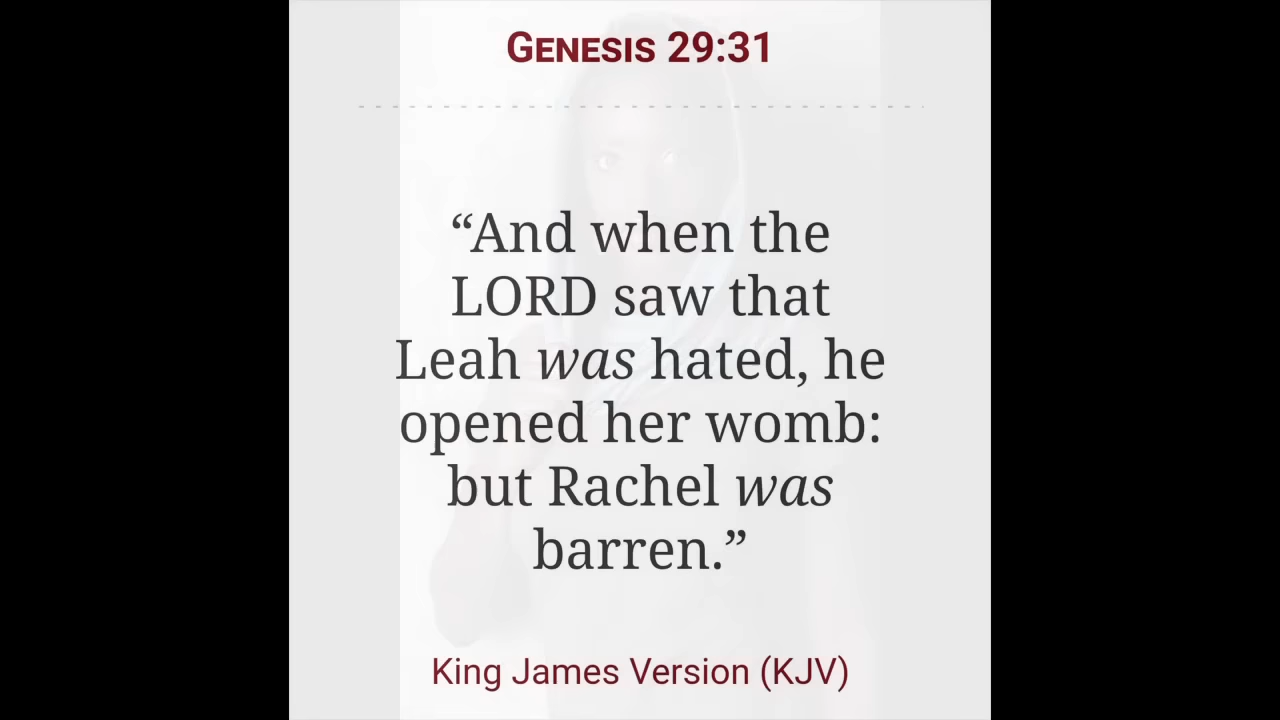 Genesis 29:31
“And when the
LORD saw that
Leah was hated, he
opened her womb:
but Rachel was
barren.”
King James Version (KJV)